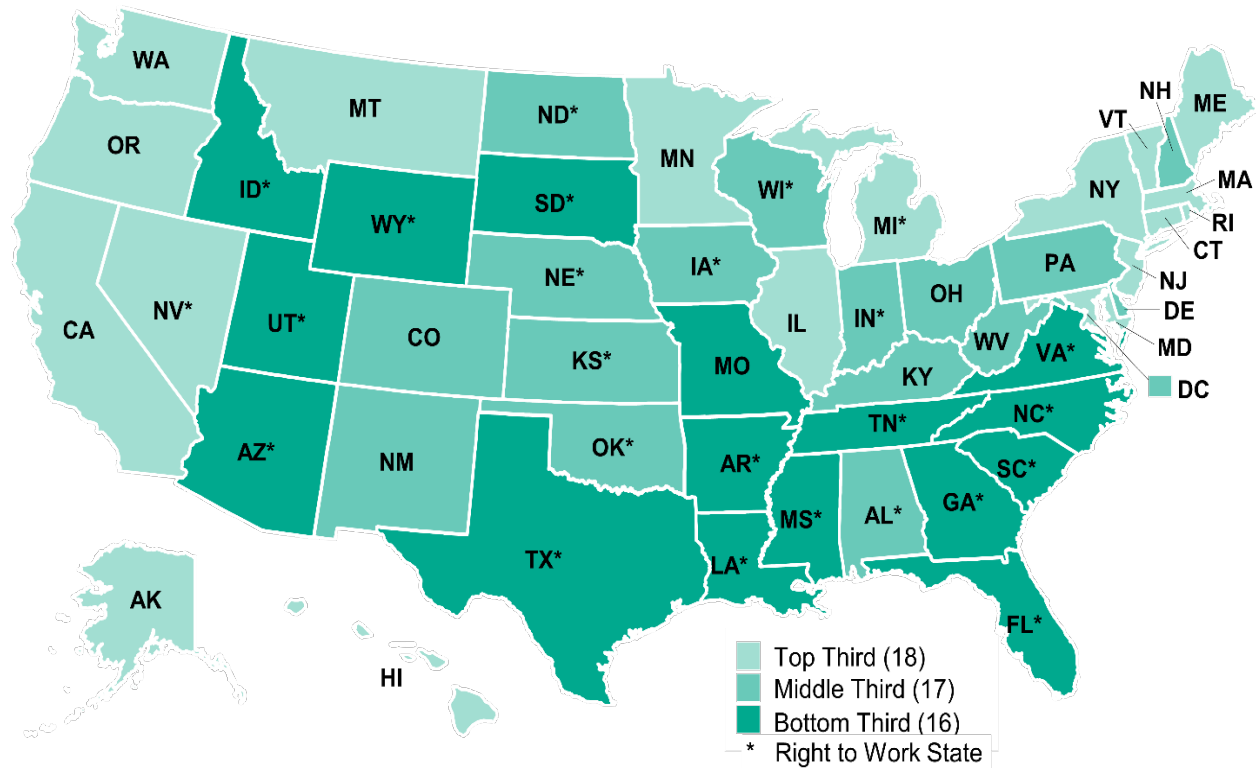 WA
MT
ND*
MN
OR
ID*
WY*
SD*
WI*
MI*
NY
VT
NH
ME
MA
RI
CT
NJ
DE
MD
DC
CA
NV*
UT*
CO
NE*
IA*
IL
IN*
OH
PA
WV
VA*
KS*
MO
KY
AZ*
NM
OK*
AR*
TN*
NC*
SC*
TX*
LA*
MS*
AL*
GA*
FL*
AK
HI
Top Third (18)
Middle Third (17)
Bottom Third (16)
* Right to Work State